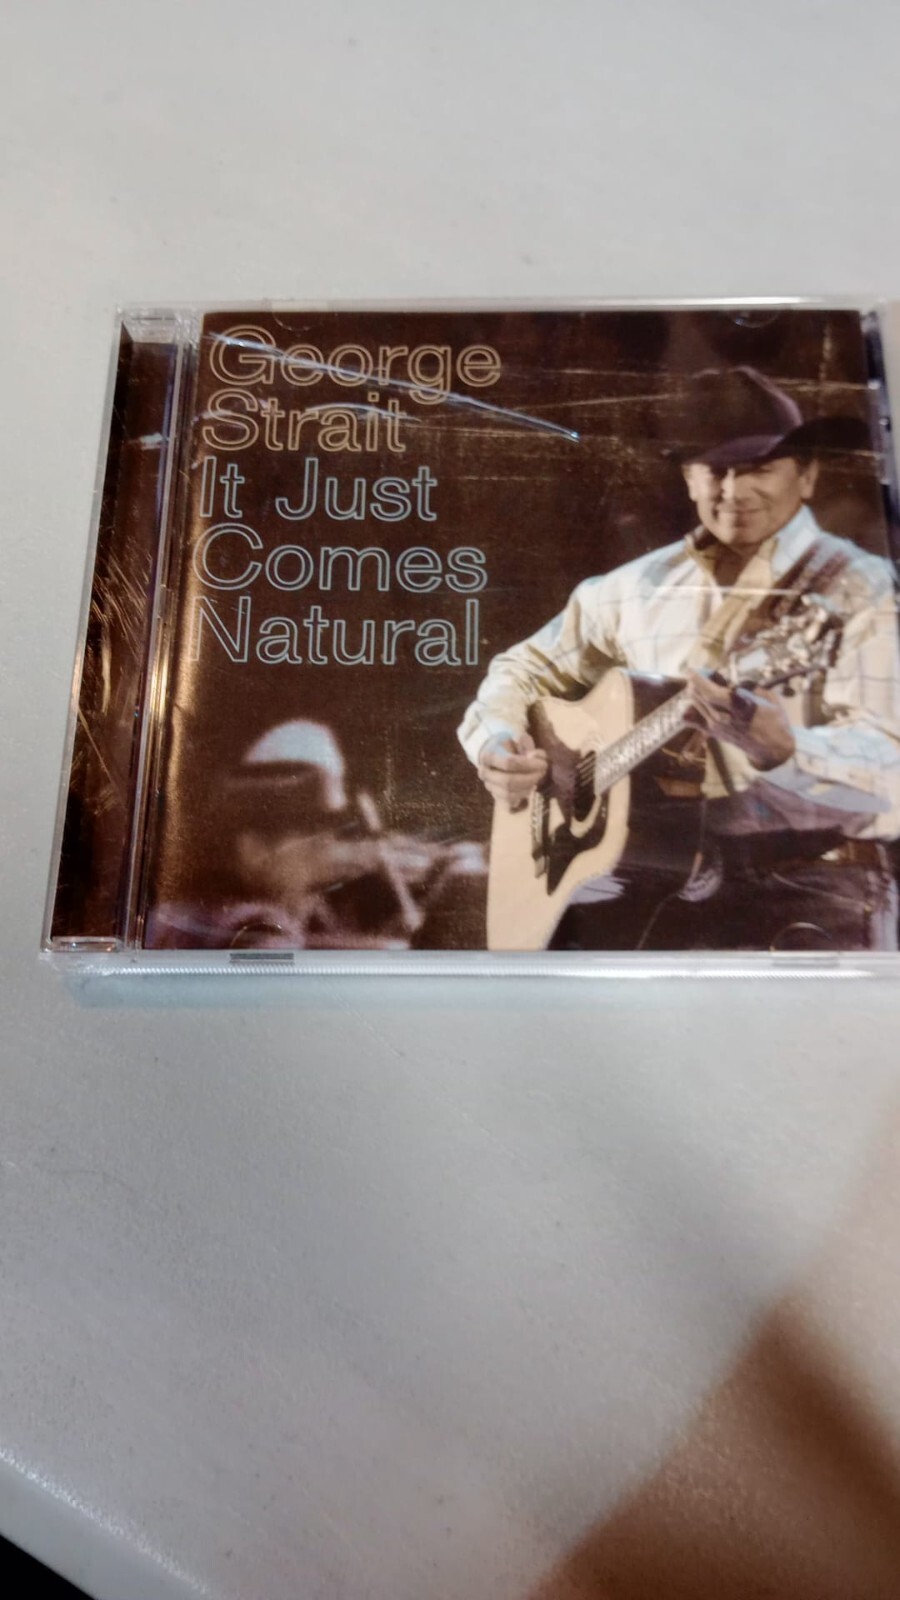 George
Strait
It Just
Comes
Natural